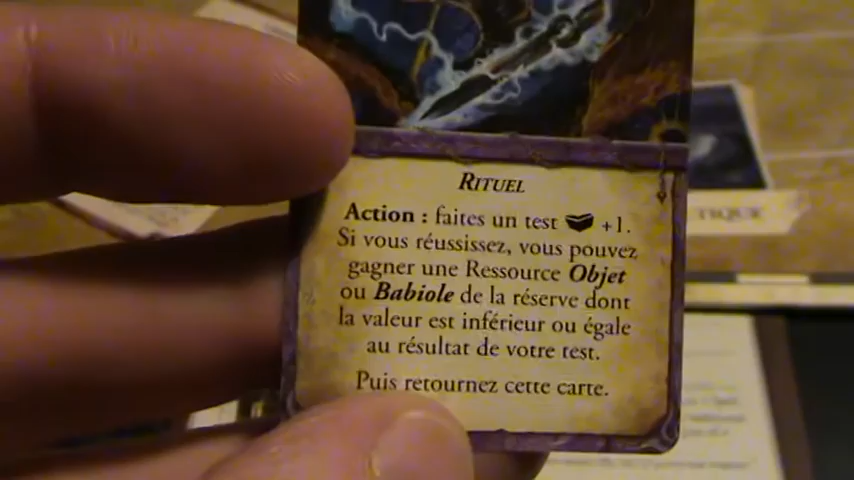 RITUEL
Action : faites un test +1.
Si vous réussissez, vous pouvez
gagner une Ressource Objet
ou Babiole de la réserve dont
la valeur est inférieur ou égale
au résultat de votre test.
Puis retournez cette carte.
TIQUE